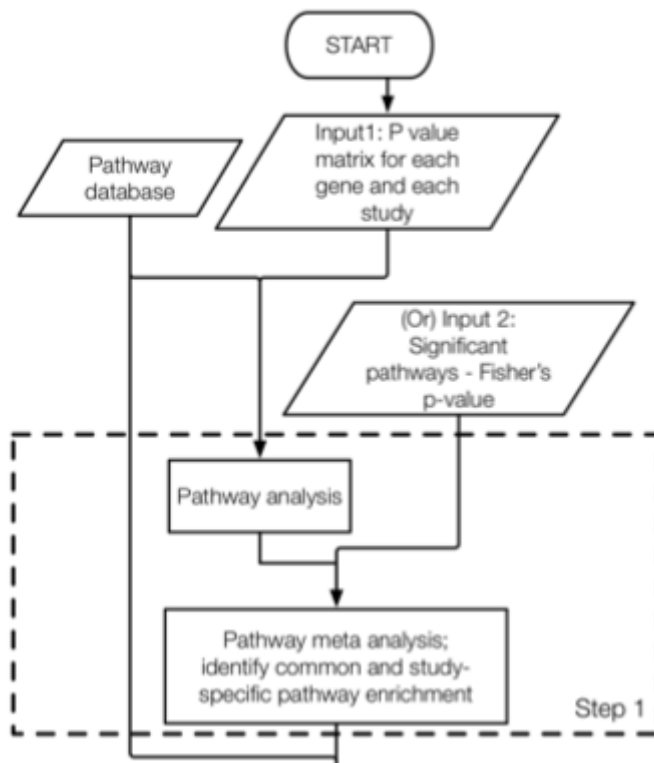 START
Input1: P value
matrix for each
gene and each
study
Pathway
database
(Or) Input 2:
Significant
pathways - Fisher's
p-value
Pathway analysis
Pathway meta analysis;
identify common and study-
specific pathway enrichment
Step 1